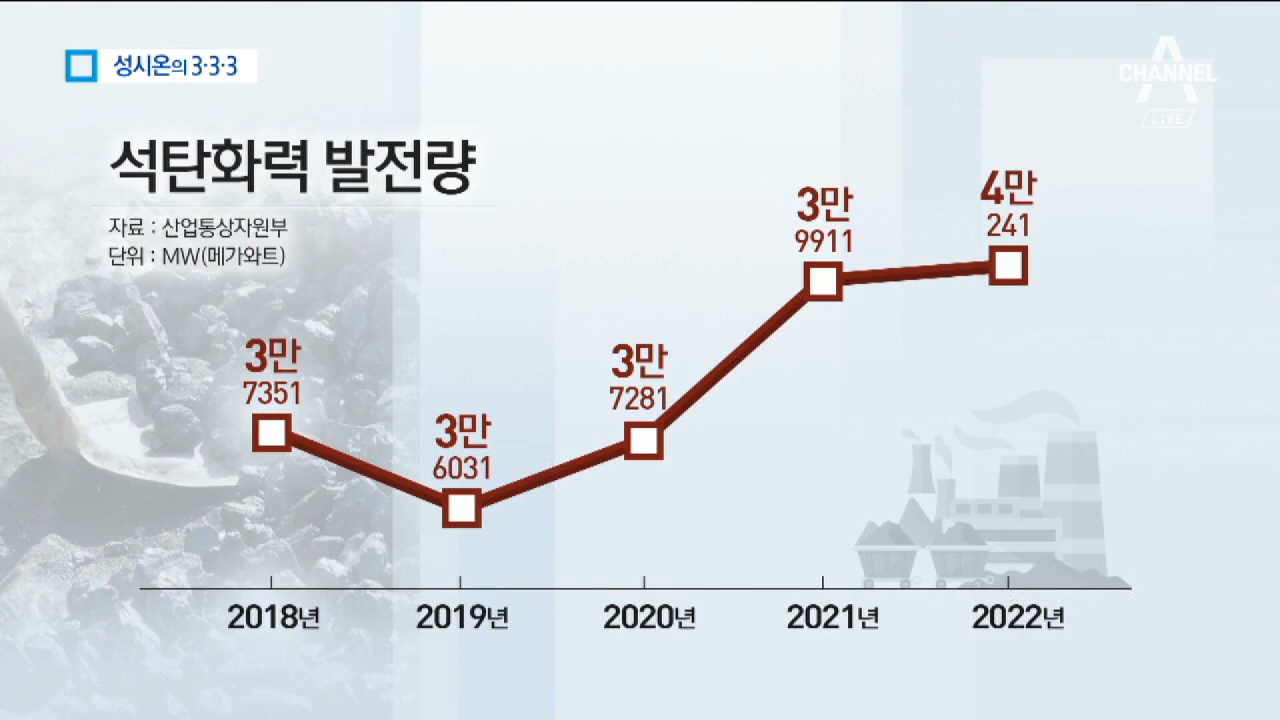 성시온의 3·3·3
CHANNEL A
LIVE
석탄화력 발전량
자료 : 산업통상자원부
단위 : MW(메가와트)
3만
7351
3만
6031
3만
7281
3만
9911
4만
241
2018년
2019년
2020년
2021년
2022년